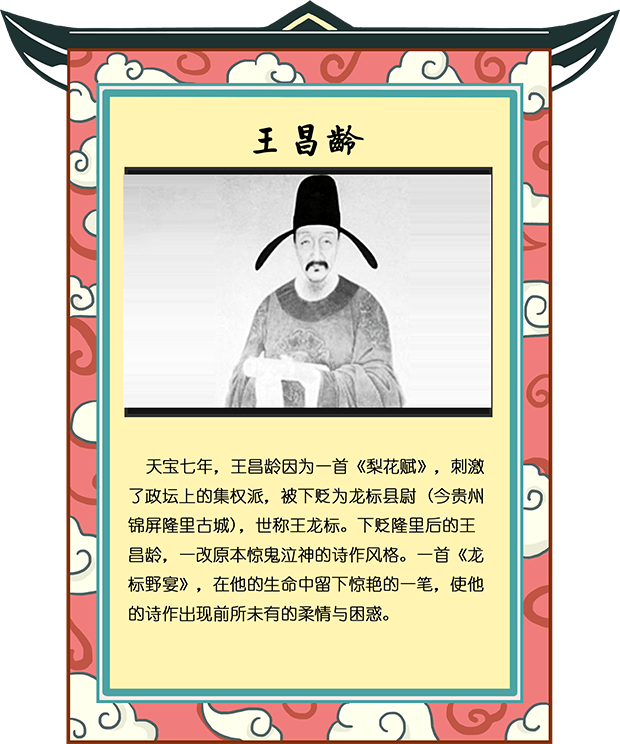 王昌龄
天宝七年，王昌龄因为一首《梨花赋》，刺激
了政坛上的集权派，被下贬为龙标县尉（今贵州
锦屏隆里古城），世称王龙标。下贬隆里后的王
昌龄，一改原本惊鬼泣神的诗作风格。一首《龙
标野宴》，在他的生命中留下惊艳的一笔，使他
的诗作出现前所未有的柔情与困惑。